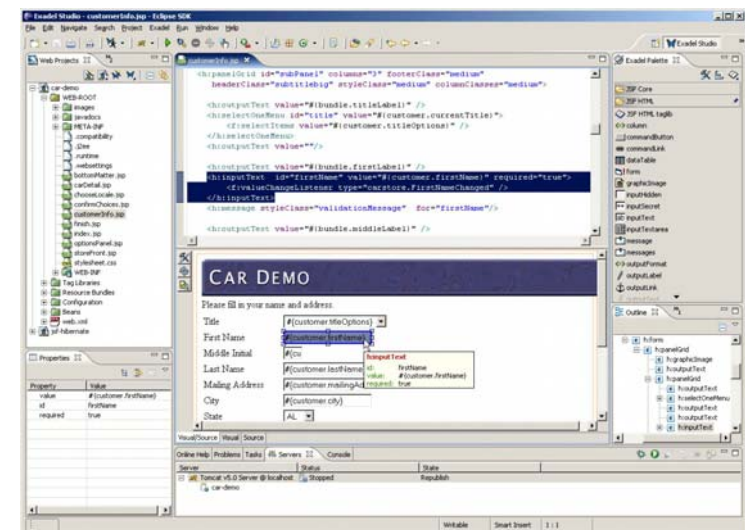 Exadel Studio - customerInfo.jsp - Eclipse SDK
File Edit Navigate Search Project Exadel Run Window Help
Exadel Studio
Web Projects
car-demo
WEB-ROOT
images
javadocs
META-INF
.compatibility
.j2ee
.runtime
.websettings
bottomMatter.jsp
carDetail.jsp
chooseLocale.jsp
confirmChoices.jsp
customerInfo.jsp
finish.jsp
index.jsp
optionsPanel.jsp
storeFront.jsp
stylesheet.css
WEB-INF
Tag Libraries
Resource Bundles
Configuration
Beans
web.xml
jsf-hibernate
Properties
Property Value
value #{customer.firstName}
id firstName
required true
customerInfo.jsp
<h:panelGrid id="subPanel" columns="3" footerClass="medium"
headerClass="subtitlebig" styleClass="medium" columnClasses="medium">
<h:outputText value="#{bundle.titleLabel}" />
<h:selectOneMenu id="title" value="#{customer.currentTitle}">
<f:selectItems value="#{customer.titleOptions}" />
</h:selectOneMenu>
<h:outputText value=""/>
<h:outputText value="#{bundle.firstLabel}" />
<h:inputText id="firstName" value="#{customer.firstName}" required="true">
<f:valueChangeListener type="carstore.FirstNameChanged" />
</h:inputText>
<h:message styleClass="validationMessage" for="firstName"/>
<h:outputText value="#{bundle.middleLabel}" />
CAR DEMO
Please fill in your name and address.
Title #{customer.titleOptions}
First Name #{customer.firstName}
Middle Initial #{cu
Last Name #{customer.lastName
Mailing Address #{customer.mailingAd
City #{customer.city}
State AL
h:inputText
id: firstName
value: #{customer.firstName}
required: true
Visual/Source Visual Source
Online Help Problems Tasks Servers Console
Server Status State
Tomcat v5.0 Server @ localhost Stopped Republish
car-demo
Exadel Palette
JSF Core
JSF HTML
JSF HTML taglib
column
commandButton
commandLink
dataTable
form
graphicImage
inputHidden
inputSecret
inputText
inputTextarea
message
messages
outputFormat
outputLabel
outputLink
Outline
h:form
h:panelGrid
h:graphicImage
h:outputText
h:panelGrid
h:outputText
h:selectOneMenu
h:outputText
h:outputText
h:inputText
Writable Smart Insert 1 : 1